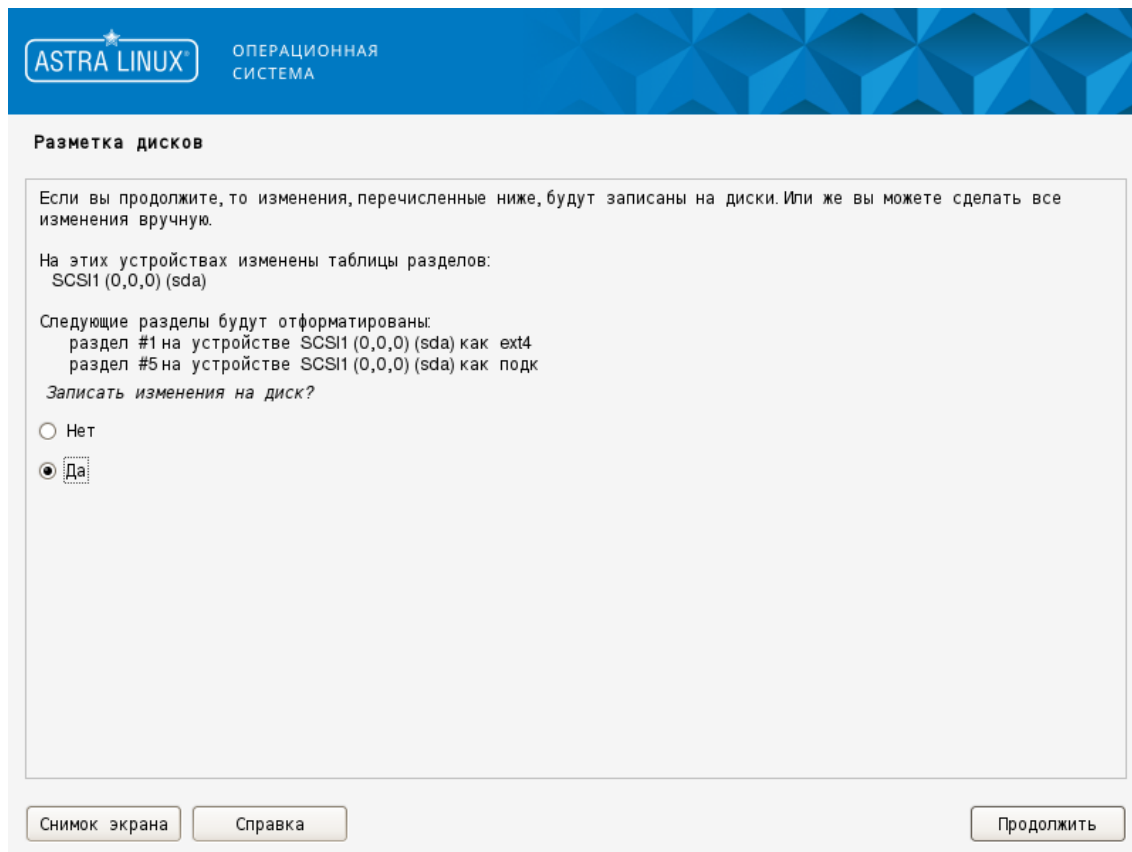 ASTRA LINUX®
ОПЕРАЦИОННАЯ
СИСТЕМА
Разметка дисков
Если вы продолжите, то изменения, перечисленные ниже, будут записаны на диски. Или же вы можете сделать все
изменения вручную.
На этих устройствах изменены таблицы разделов:
SCSI1 (0,0,0) (sda)
Следующие разделы будут отформатированы:
раздел #1 на устройстве SCSI1 (0,0,0) (sda) как ext4
раздел #5 на устройстве SCSI1 (0,0,0) (sda) как подк
Записать изменения на диск?
Нет
Да
Снимок экрана
Справка
Продолжить